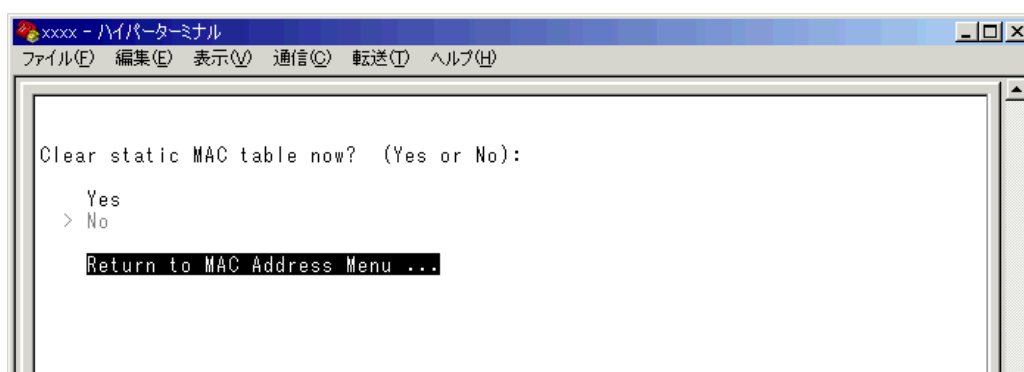 xxxx - ハイパーターミナル
ファイル(F) 編集(E) 表示(V) 通信(C) 転送(T) ヘルプ(H)
Clear static MAC table now? (Yes or No):
Yes
> No
Return to MAC Address Menu ...